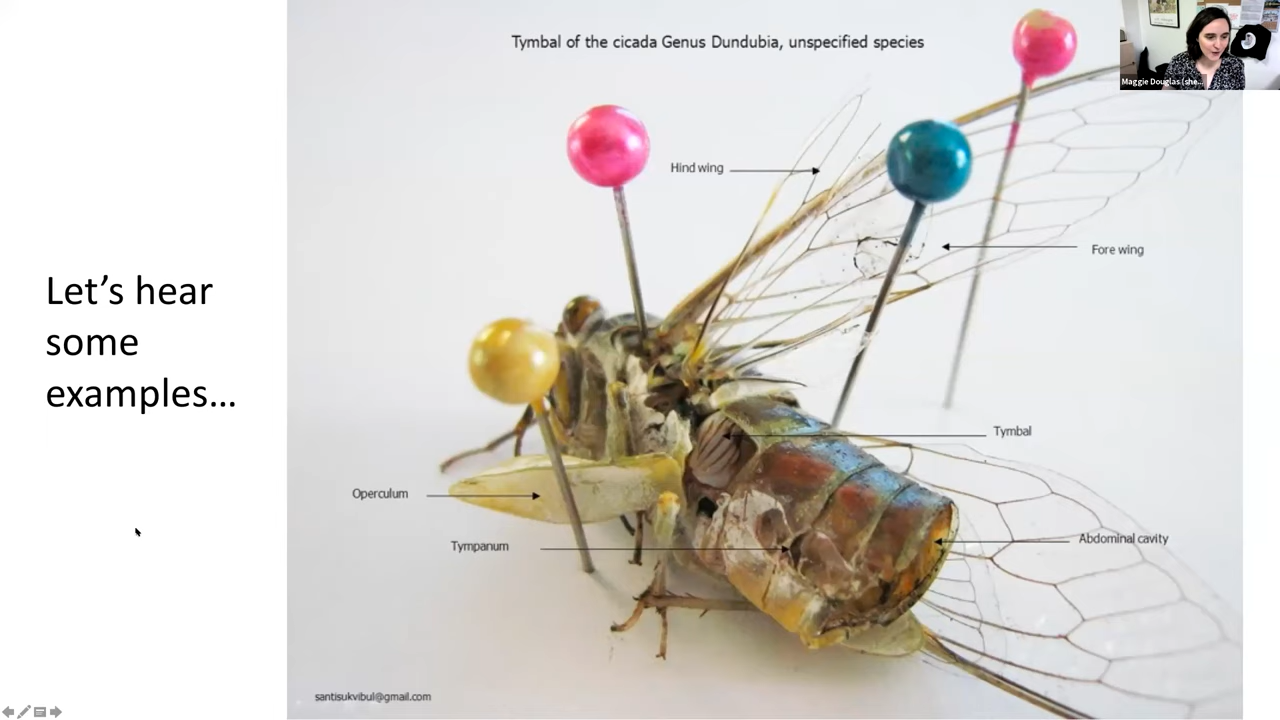 Tymbal of the cicada Genus Dundubia, unspecified species
Maggie Douglas (she...
Hind wing
Fore wing
Let's hear
some
examples...
Tymbal
Operculum
Tympanum
Abdominal cavity
santisukvibul@gmail.com